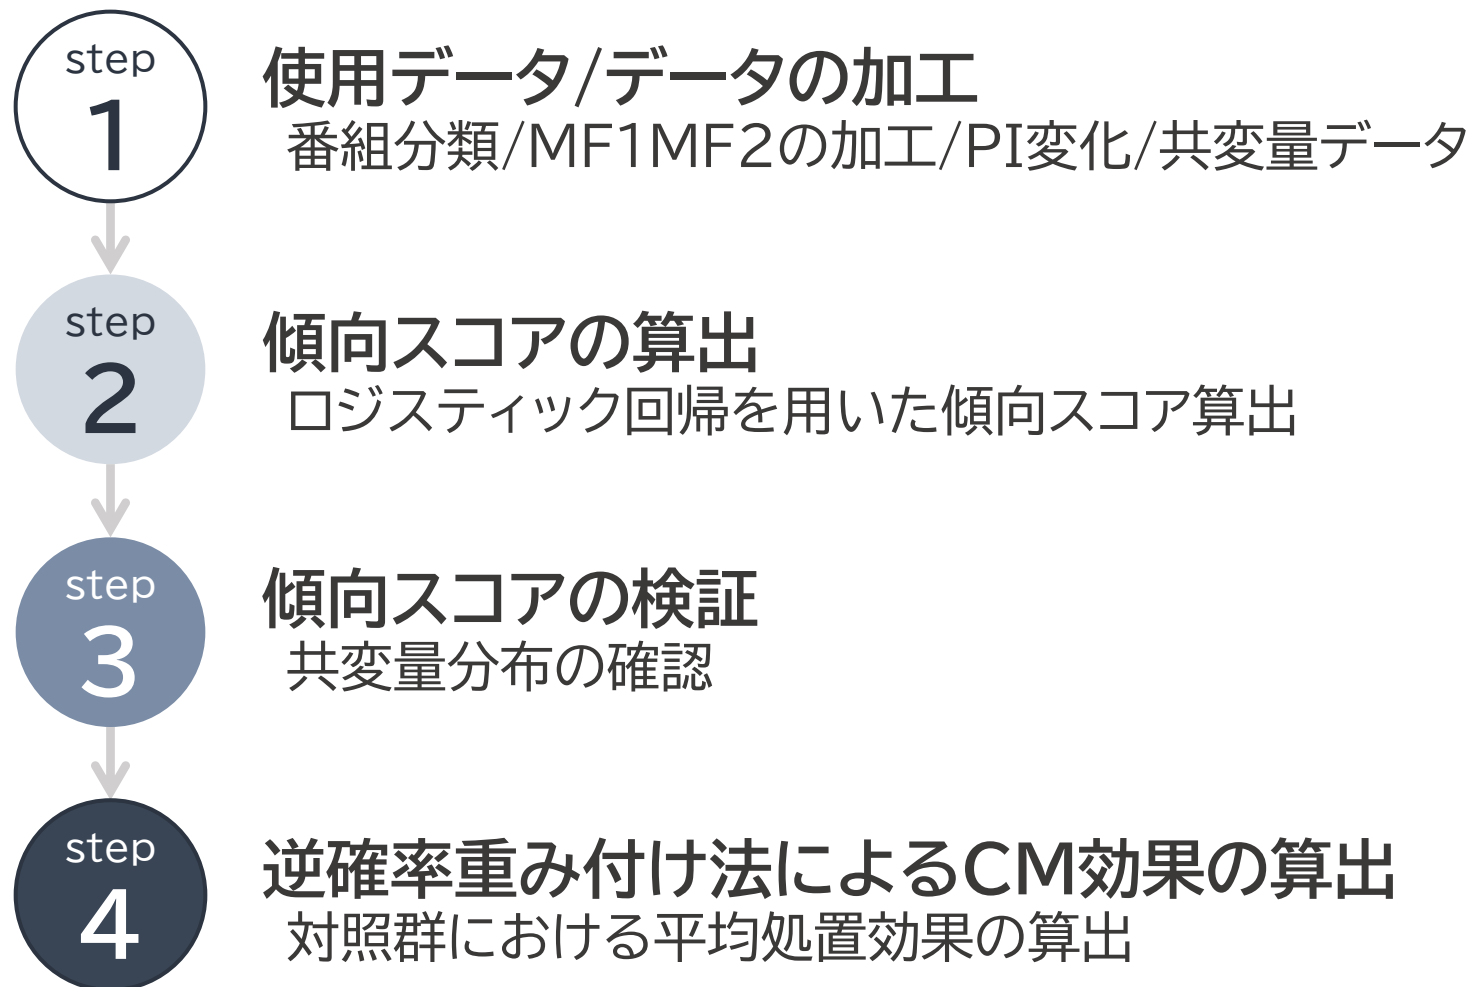 step
1
使用データ/データの加工
番組分類/MF1MF2の加工/PI変化/共変量データ
step
2
傾向スコアの算出
ロジスティック回帰を用いた傾向スコア算出
step
3
傾向スコアの検証
共変量分布の確認
step
4
逆確率重み付け法によるCM効果の算出
対照群における平均処置効果の算出